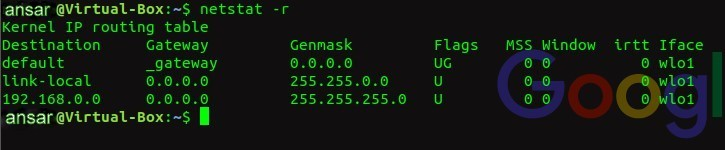 ansar@Virtual-Box:~$ netstat -r
Kernel IP routing table
Destination Gateway Genmask Flags MSS Window irtt Iface
default _gateway 0.0.0.0 UG 0 0 0 wlo1
link-local 0.0.0.0 255.255.0.0 U 0 0 0 wlo1
192.168.0.0 0.0.0.0 255.255.255.0 U 0 0 0 wlo1
ansar@Virtual-Box:~$
Googl